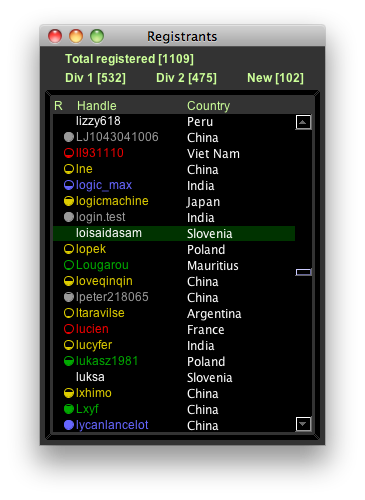 Registrants
Total registered [1109]
Div 1 [532] Div 2 [475] New [102]
R Handle Country
lizzy618 Peru
LJ1043041006 China
ll931110 Viet Nam
lne China
logic_max India
logicmachine Japan
login.test India
loisaidasam Slovenia
lopek Poland
Lougarou Mauritius
loveqinqin China
lpeter218065 China
ltaravilse Argentina
lucien France
lucyfer India
lukasz1981 Poland
luksa Slovenia
lxhimo China
Lxyf China
lycanlancelot China